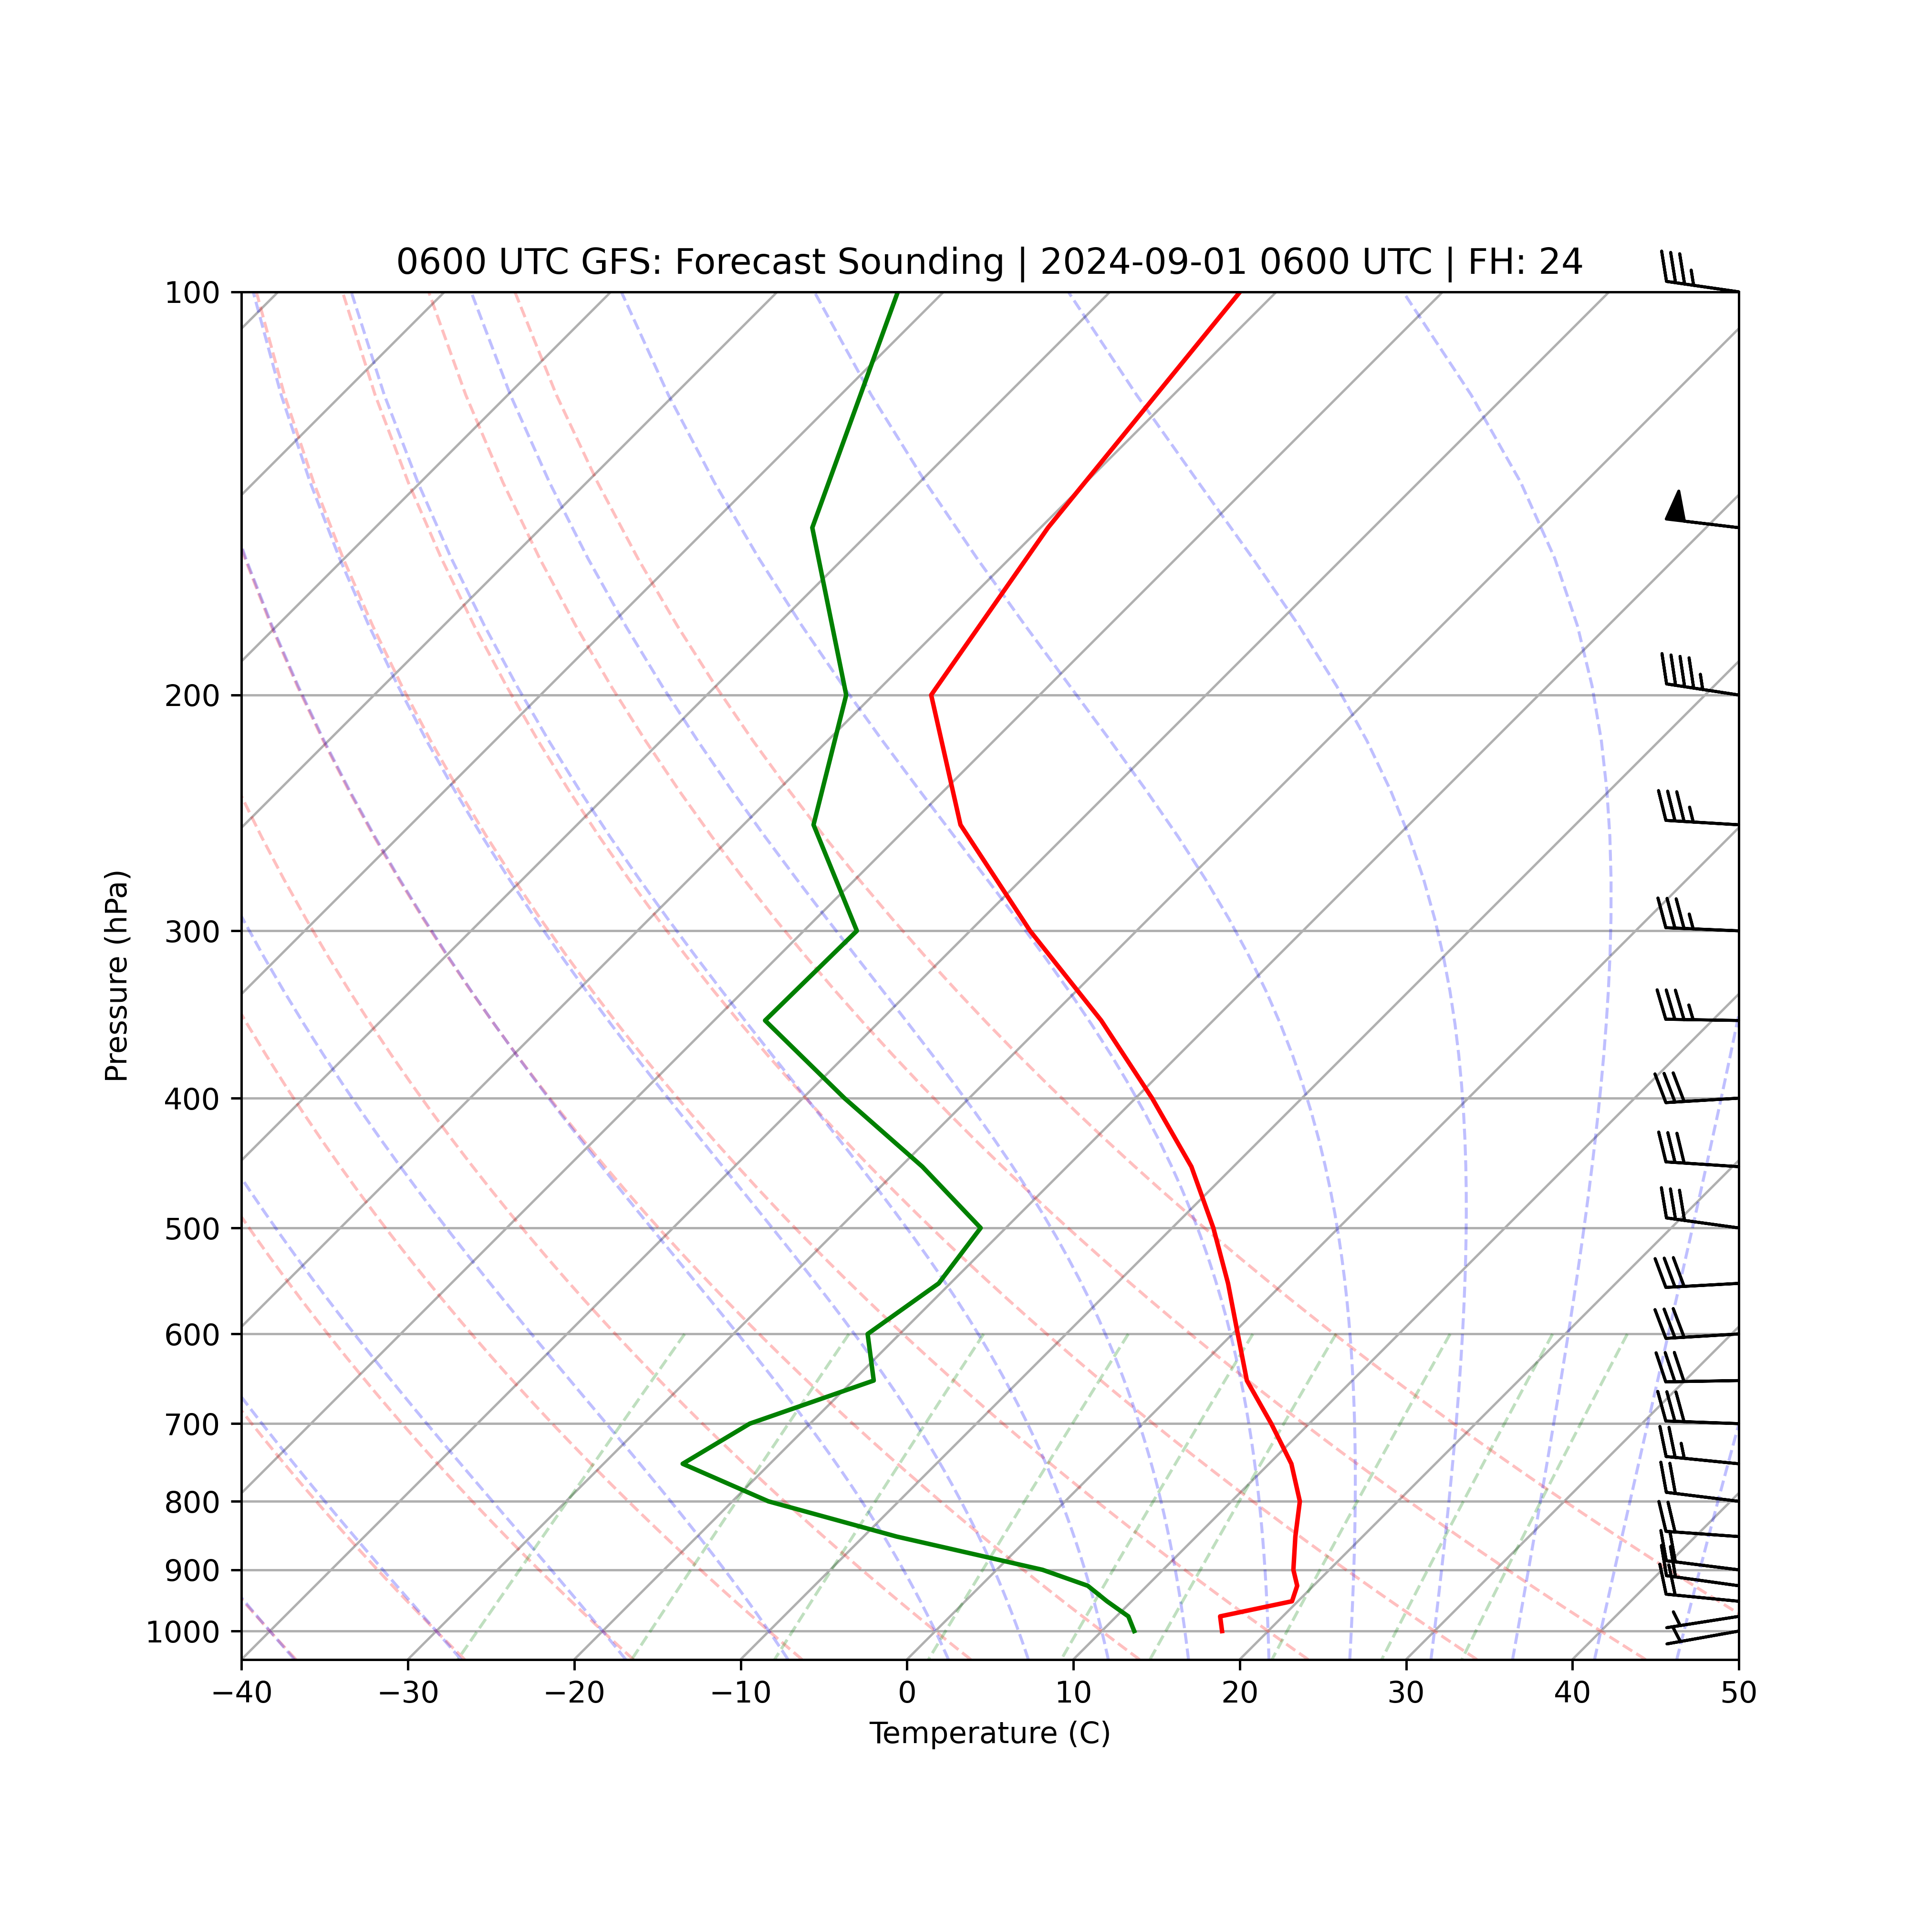 0600 UTC GFS: Forecast Sounding | 2024-09-01 0600 UTC | FH: 24
100
200
300
400
500
600
700
800
900
1000
Pressure (hPa)
−40 −30 −20 −10 0 10 20 30 40 50
Temperature (C)